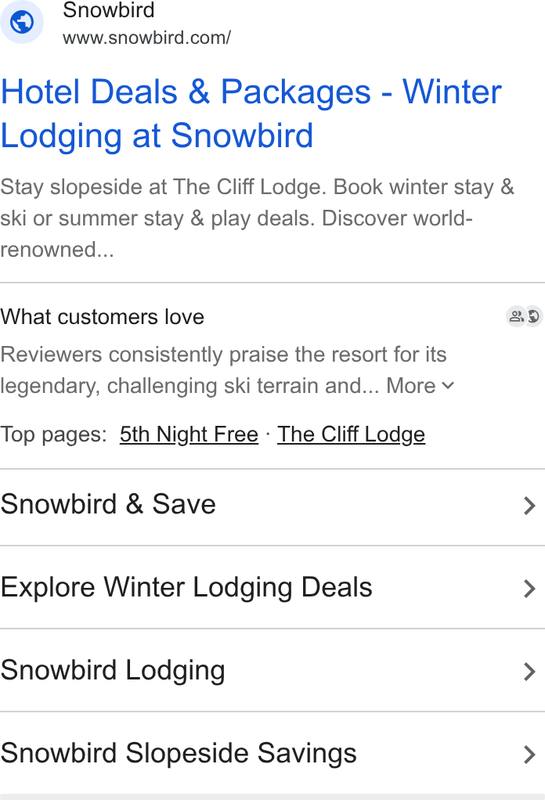 Snowbird
www.snowbird.com/
Hotel Deals & Packages - Winter
Lodging at Snowbird
Stay slopeside at The Cliff Lodge. Book winter stay &
ski or summer stay & play deals. Discover world-
renowned...
What customers love
Reviewers consistently praise the resort for its
legendary, challenging ski terrain and... More
Top pages: 5th Night Free · The Cliff Lodge
Snowbird & Save
Explore Winter Lodging Deals
Snowbird Lodging
Snowbird Slopeside Savings